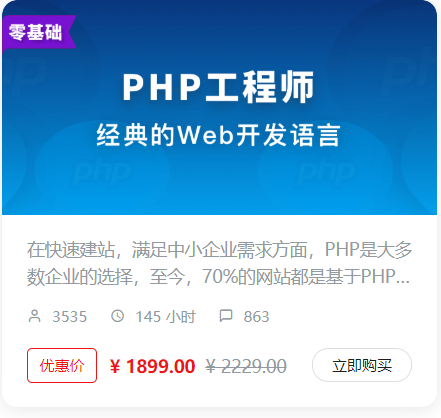 零基础
PHP工程师
经典的Web开发语言
php
php
php
php
在快速建站，满足中小企业需求方面，PHP是大多
数企业的选择，至今，70%的网站都是基于PHP...
3535 145 小时 863
优惠价 ¥ 1899.00 ¥ 2229.00 立即购买